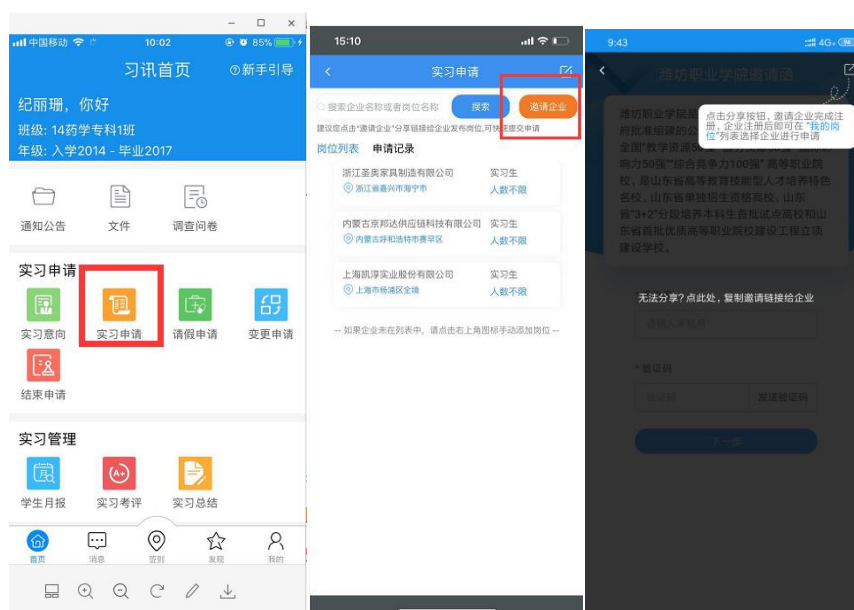 中国移动
10:02
85%
习讯首页
新手引导
纪丽珊，你好
班级: 14药学专科1班
年级: 入学2014 - 毕业2017
通知公告
文件
调查问卷
实习申请
实习意向
实习申请
请假申请
变更申请
结束申请
实习管理
学生月报
实习考评
实习总结
首页
消息
签到
发现
我的
15:10
实习申请
搜索企业名称或者岗位名称
搜索
邀请企业
建议您点击“邀请企业”分享链接给企业发布岗位,可快速提交申请
岗位列表 申请记录
浙江圣奥家具制造有限公司 实习生
浙江省嘉兴市海宁市 人数不限
内蒙古京邦达供应链科技有限公司 实习生
内蒙古呼和浩特市赛罕区 人数不限
上海凯淳实业股份有限公司 实习生
上海市杨浦区全境 人数不限
-- 如果企业未在列表中，请点击右上角图标手动添加岗位 --
9:43
4G
潍坊职业学院邀请函
点击分享按钮，邀请企业完成注
册，企业注册后即可在 “我的岗
位”列表选择企业进行申请
潍坊职业学院是
府批准组建的公
全国“教学资源50
响力50强”“综合竞争力100强” 高等职业院
校，是山东省高等教育技能型人才培养特色
名校，山东省单独招生资格高校，山东
省“3+2”分段培养本科生首批试点高校和山
东省首批优质高等职业院校建设工程立项
建设学校。
无法分享? 点此处，复制邀请链接给企业
* 验证码
验证码
发送验证码
下一步